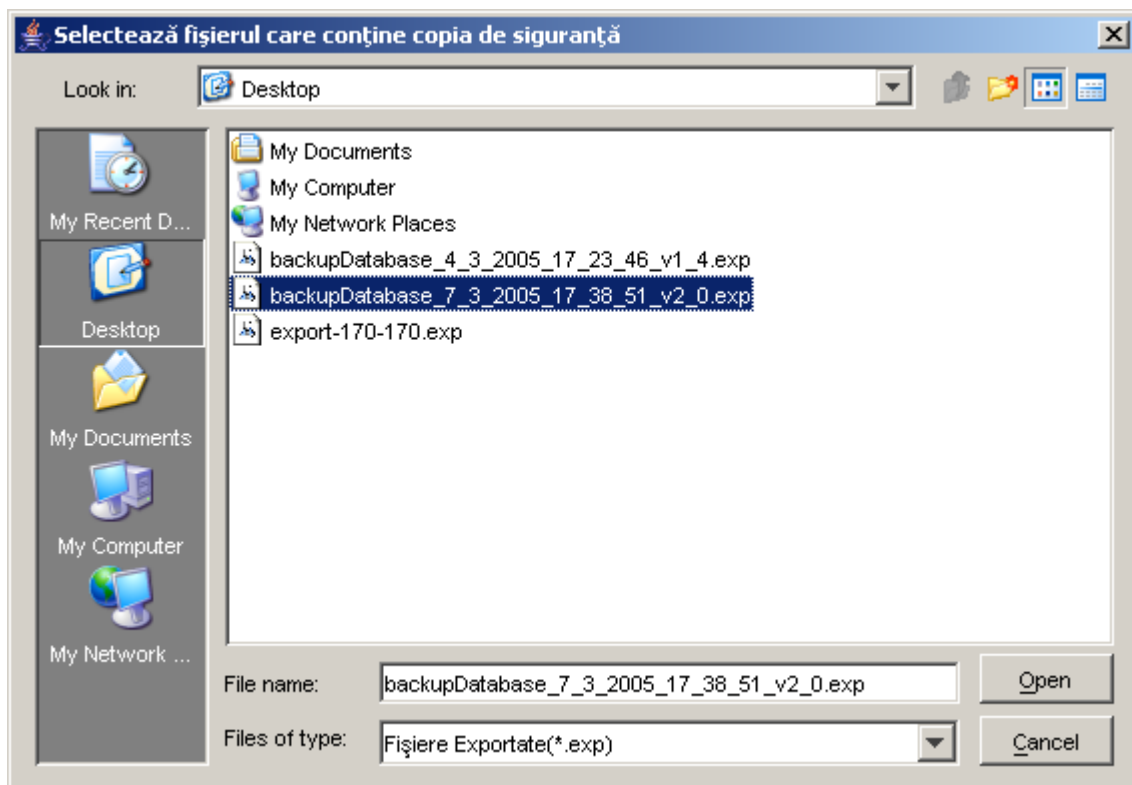 Selectează fişierul care conţine copia de siguranţă
Look in:
Desktop
My Recent D...
Desktop
My Documents
My Computer
My Network ...
My Documents
My Computer
My Network Places
backupDatabase_4_3_2005_17_23_46_v1_4.exp
backupDatabase_7_3_2005_17_38_51_v2_0.exp
export-170-170.exp
File name:
backupDatabase_7_3_2005_17_38_51_v2_0.exp
Open
Files of type:
Fişiere Exportate(*.exp)
Cancel